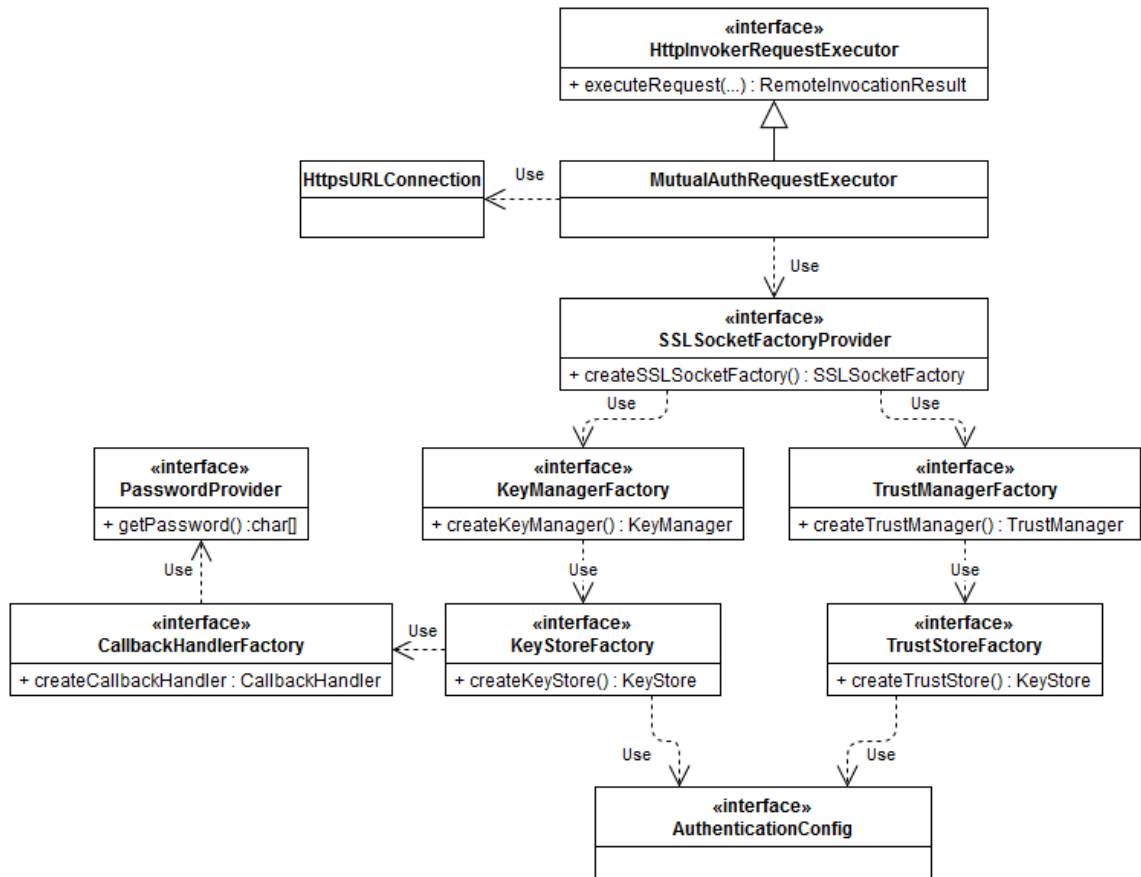 «interface»
HttpInvokerRequestExecutor
+ executeRequest(...) : RemoteInvocationResult
HttpsURLConnection
Use
MutualAuthRequestExecutor
Use
«interface»
SSLSocketFactoryProvider
+ createSSLSocketFactory() : SSLSocketFactory
Use
Use
«interface»
PasswordProvider
+ getPassword() :char[]
«interface»
KeyManagerFactory
+ createKeyManager() : KeyManager
«interface»
TrustManagerFactory
+ createTrustManager() : TrustManager
Use
Use
Use
«interface»
CallbackHandlerFactory
+ createCallbackHandler : CallbackHandler
Use
«interface»
KeyStoreFactory
+ createKeyStore() : KeyStore
«interface»
TrustStoreFactory
+ createTrustStore() : KeyStore
Use
Use
«interface»
AuthenticationConfig